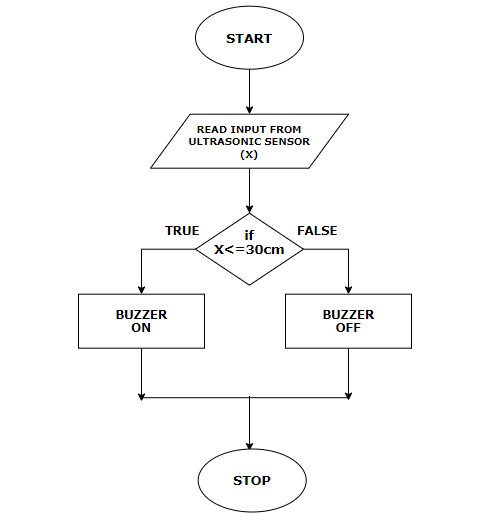 START
READ INPUT FROM
ULTRASONIC SENSOR
(X)
TRUE
if
X<=30cm
FALSE
BUZZER
ON
BUZZER
OFF
STOP